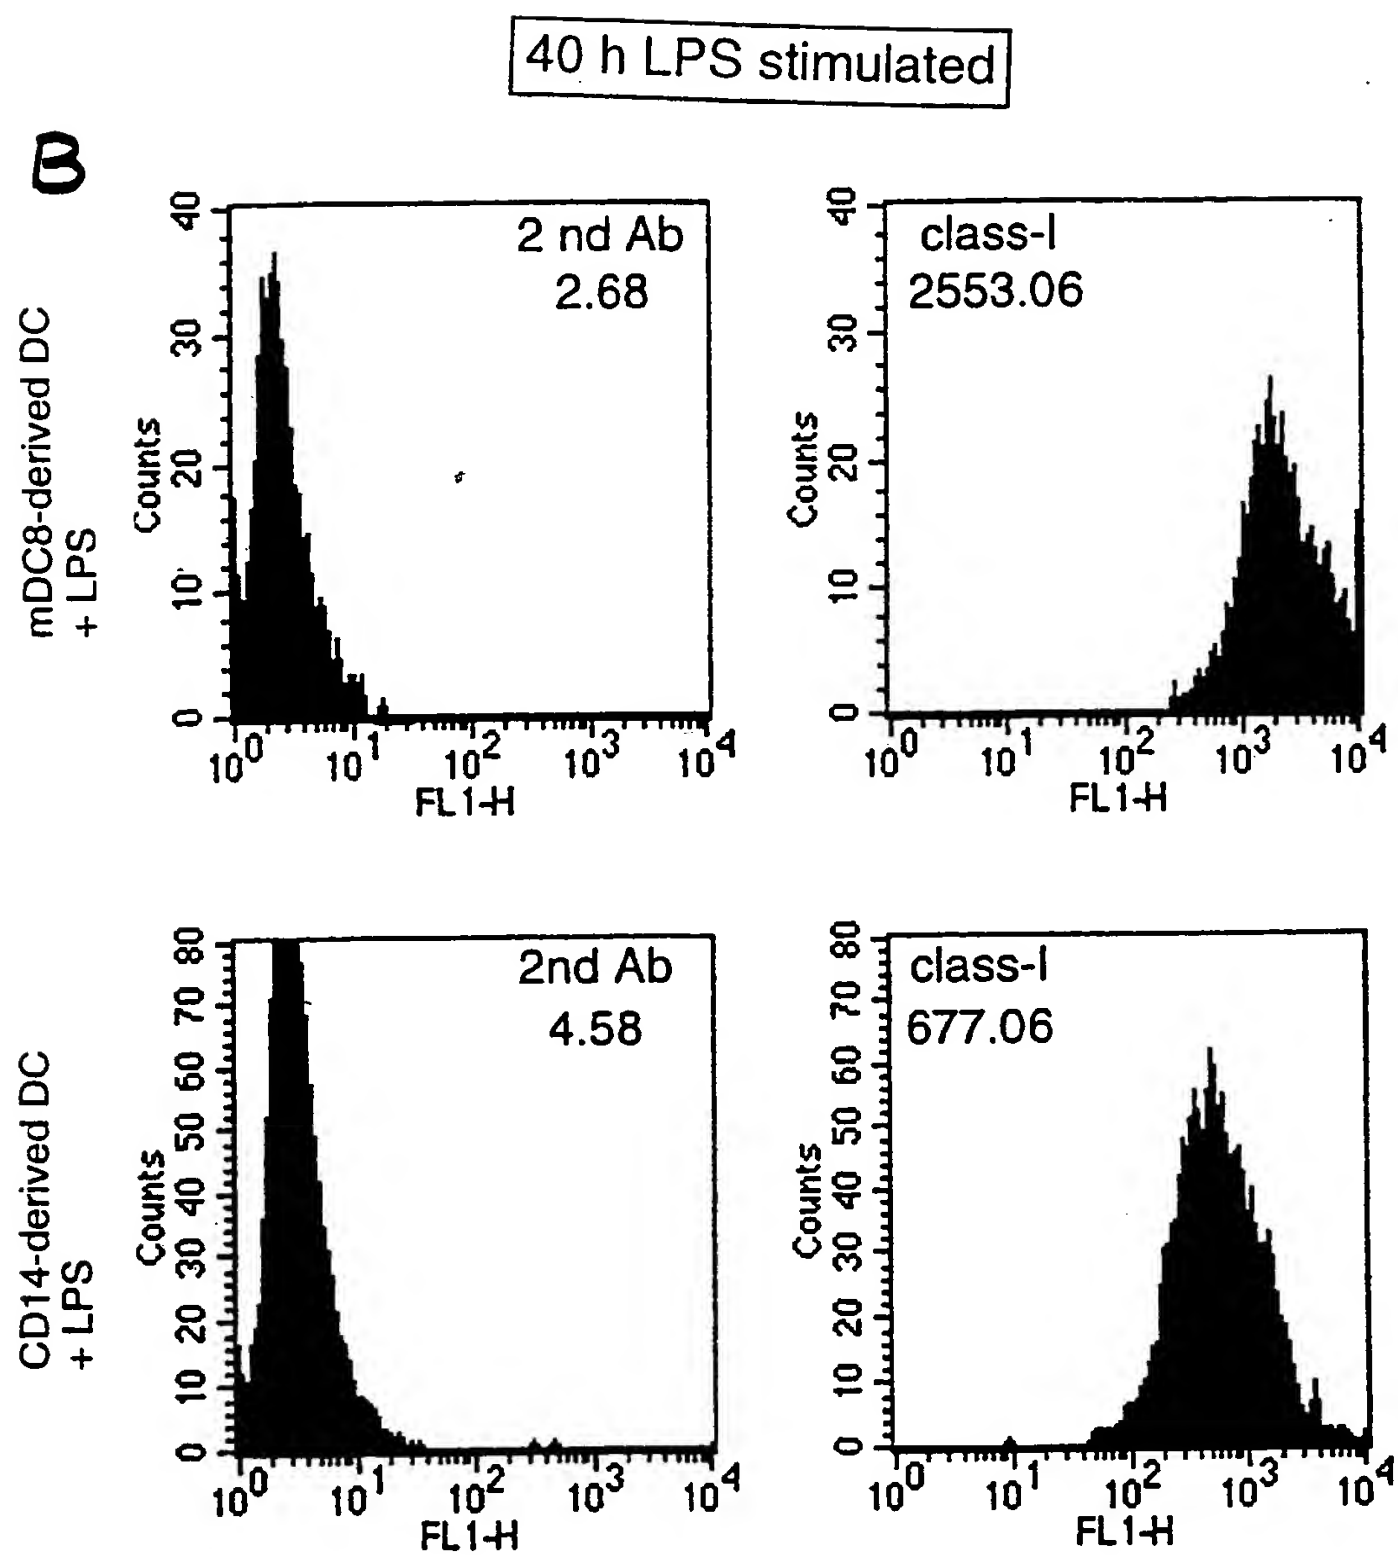 40 h LPS stimulated
B
mDC8-derived DC
+ LPS
Counts
40
30
20
10
0
2 nd Ab
2.68
10^0 10^1 10^2 10^3 10^4
FL1-H
Counts
40
30
20
10
0
class-I
2553.06
10^0 10^1 10^2 10^3 10^4
FL1-H
CD14-derived DC
+ LPS
Counts
80
70
60
50
40
30
20
10
0
2nd Ab
4.58
10^0 10^1 10^2 10^3 10^4
FL1-H
Counts
80
70
60
50
40
30
20
10
0
class-I
677.06
10^0 10^1 10^2 10^3 10^4
FL1-H